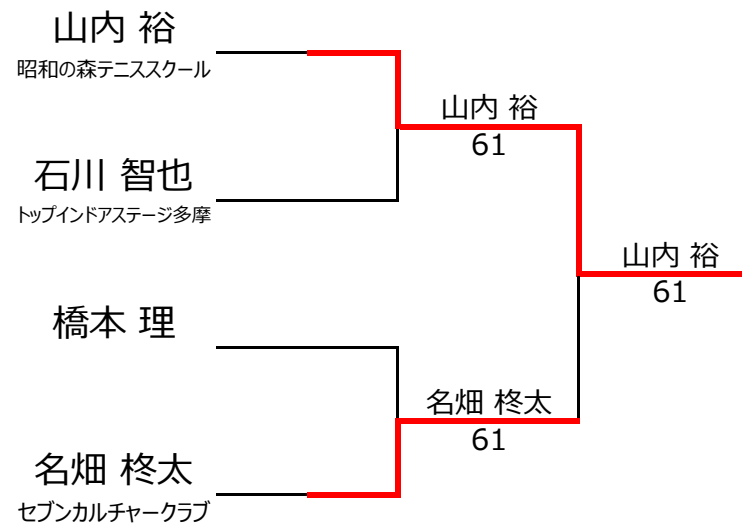 山内 裕
昭和の森テニススクール
石川 智也
トップインドアステージ多摩
橋本 理
名畑 柊太
セブンカルチャークラブ
山内 裕
61
名畑 柊太
61
山内 裕
61